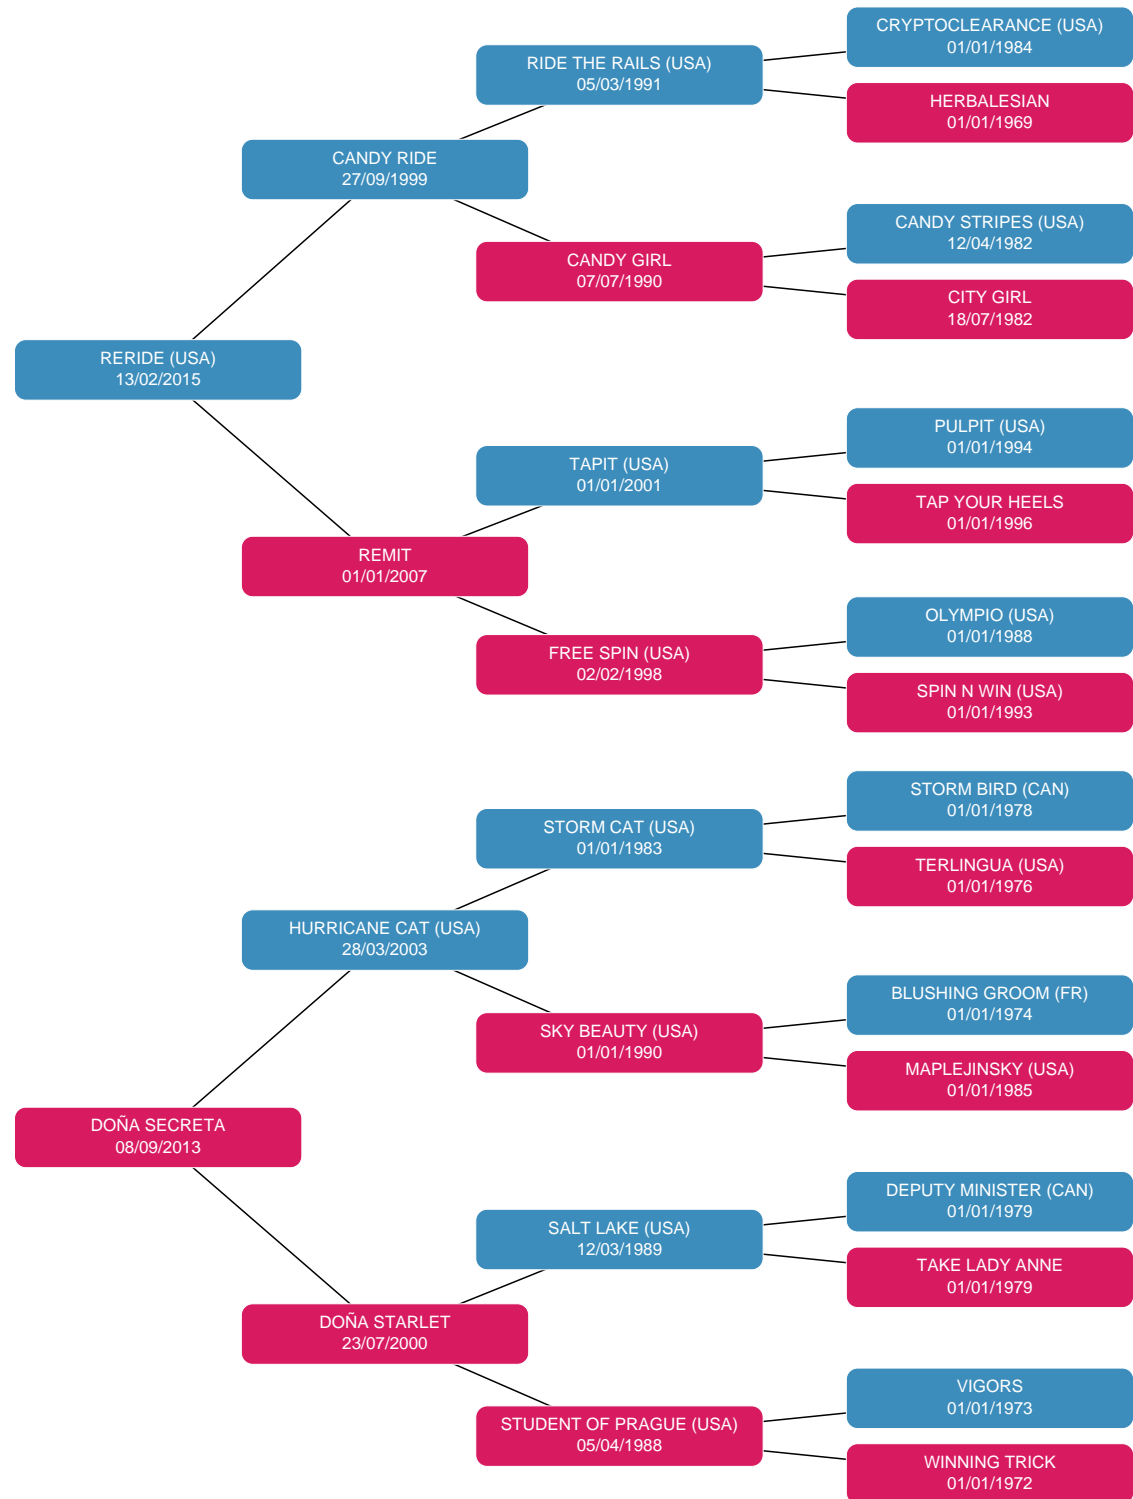 CRYPTOCLEARANCE (USA)
01/01/1984
RIDE THE RAILS (USA)
05/03/1991
HERBALESIAN
01/01/1969
CANDY RIDE
27/09/1999
CANDY STRIPES (USA)
12/04/1982
CANDY GIRL
07/07/1990
CITY GIRL
18/07/1982
RERIDE (USA)
13/02/2015
PULPIT (USA)
01/01/1994
TAPIT (USA)
01/01/2001
TAP YOUR HEELS
01/01/1996
REMIT
01/01/2007
OLYMPIO (USA)
01/01/1988
FREE SPIN (USA)
02/02/1998
SPIN N WIN (USA)
01/01/1993
STORM BIRD (CAN)
01/01/1978
STORM CAT (USA)
01/01/1983
TERLINGUA (USA)
01/01/1976
HURRICANE CAT (USA)
28/03/2003
BLUSHING GROOM (FR)
01/01/1974
SKY BEAUTY (USA)
01/01/1990
MAPLEJINSKY (USA)
01/01/1985
DOÑA SECRETA
08/09/2013
DEPUTY MINISTER (CAN)
01/01/1979
SALT LAKE (USA)
12/03/1989
TAKE LADY ANNE
01/01/1979
DOÑA STARLET
23/07/2000
VIGORS
01/01/1973
STUDENT OF PRAGUE (USA)
05/04/1988
WINNING TRICK
01/01/1972